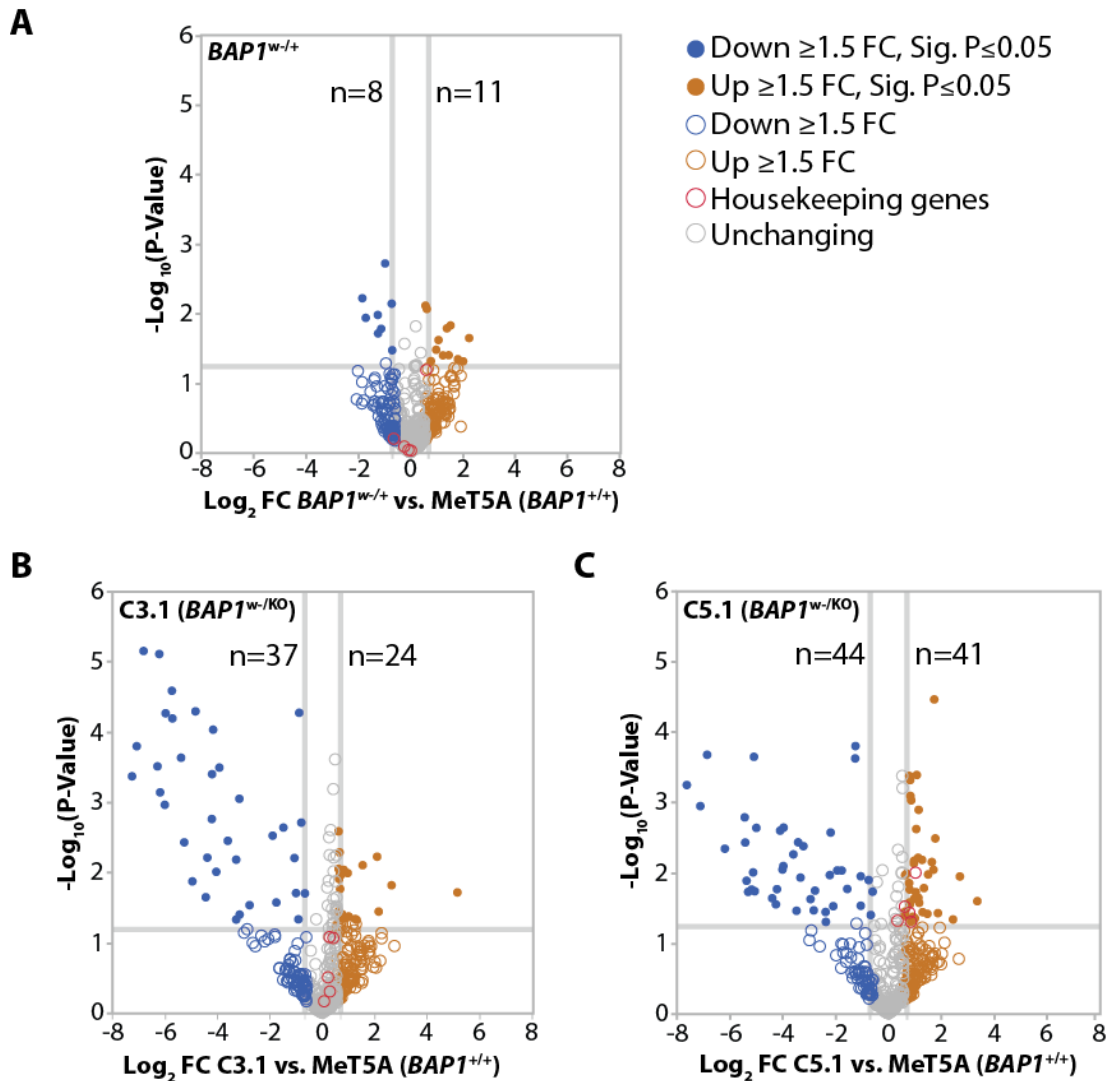 A
BAP1w-/+
n=8
n=11
6
5
4
3
2
1
0
-Log10(P-Value)
-8
-6
-4
-2
0
2
4
6
8
Log2 FC BAP1w-/+ vs. MeT5A (BAP1+/+)
Down ≥1.5 FC, Sig. P≤0.05
Up ≥1.5 FC, Sig. P≤0.05
Down ≥1.5 FC
Up ≥1.5 FC
Housekeeping genes
Unchanging
B
C3.1 (BAP1w-/KO)
n=37
n=24
6
5
4
3
2
1
0
-Log10(P-Value)
-8
-6
-4
-2
0
2
4
6
8
Log2 FC C3.1 vs. MeT5A (BAP1+/+)
C
C5.1 (BAP1w-/KO)
n=44
n=41
6
5
4
3
2
1
0
-Log10(P-Value)
-8
-6
-4
-2
0
2
4
6
8
Log2 FC C5.1 vs. MeT5A (BAP1+/+)